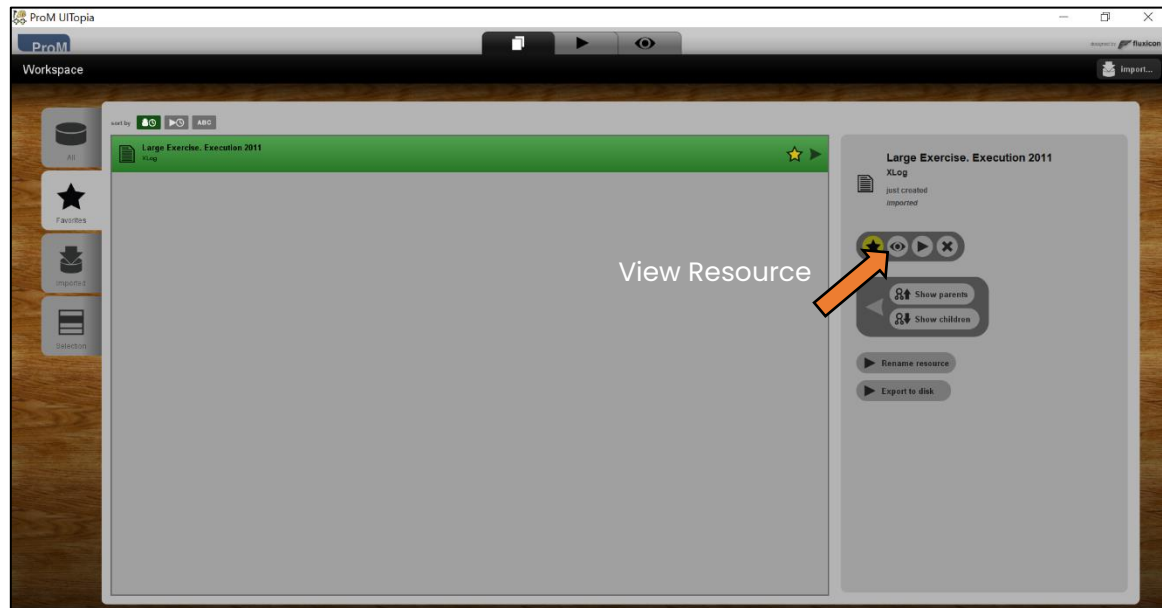 ProM UITopia
ProM
fluxicon
Workspace
import...
sort by
ABC
All
Favorites
Imported
Selection
Large Exercise. Execution 2011
XLog
Large Exercise. Execution 2011
XLog
just created
imported
View Resource
Show parents
Show children
Rename resource
Export to disk